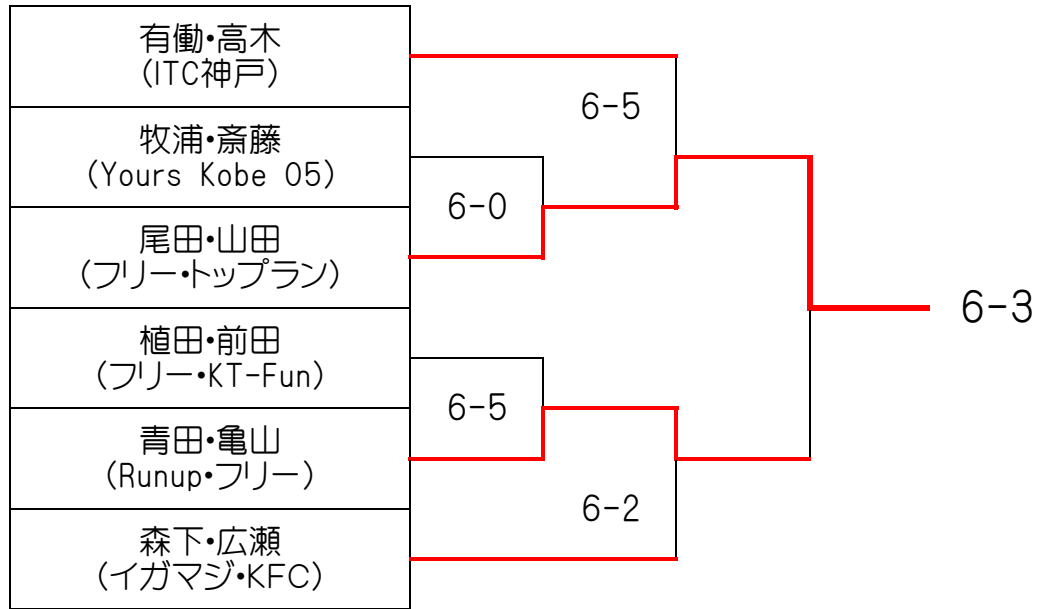 有働・高木
(ITC神戸)
牧浦・斎藤
(Yours Kobe 05)
尾田・山田
(フリー・トップラン)
植田・前田
(フリー・KT-Fun)
青田・亀山
(Runup・フリー)
森下・広瀬
(イガマジ・KFC)
6-5
6-0
6-5
6-2
6-3